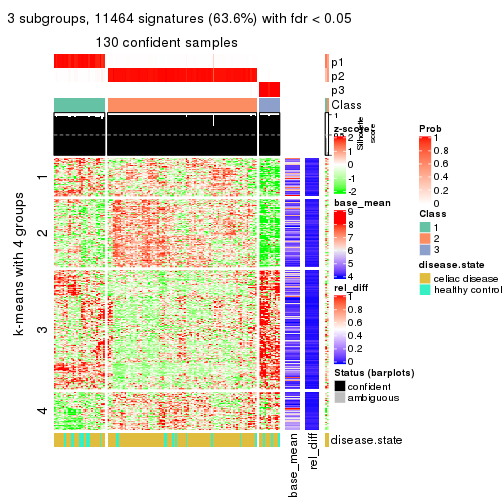 3 subgroups, 11464 signatures (63.6%) with fdr < 0.05
130 confident samples
p1
p2
p3
Class
1
Silhouette
score
k-means with 4 groups
1
2
3
4
z-score
2
1
0
-1
-2
base_mean
9
8
7
6
5
4
rel_diff
1
0.8
0.6
0.4
0.2
0
Status (barplots)
confident
ambiguous
Prob
1
0.8
0.6
0.4
0.2
0
Class
1
2
3
disease.state
celiac disease
healthy control
disease.state
base_mean
rel_diff